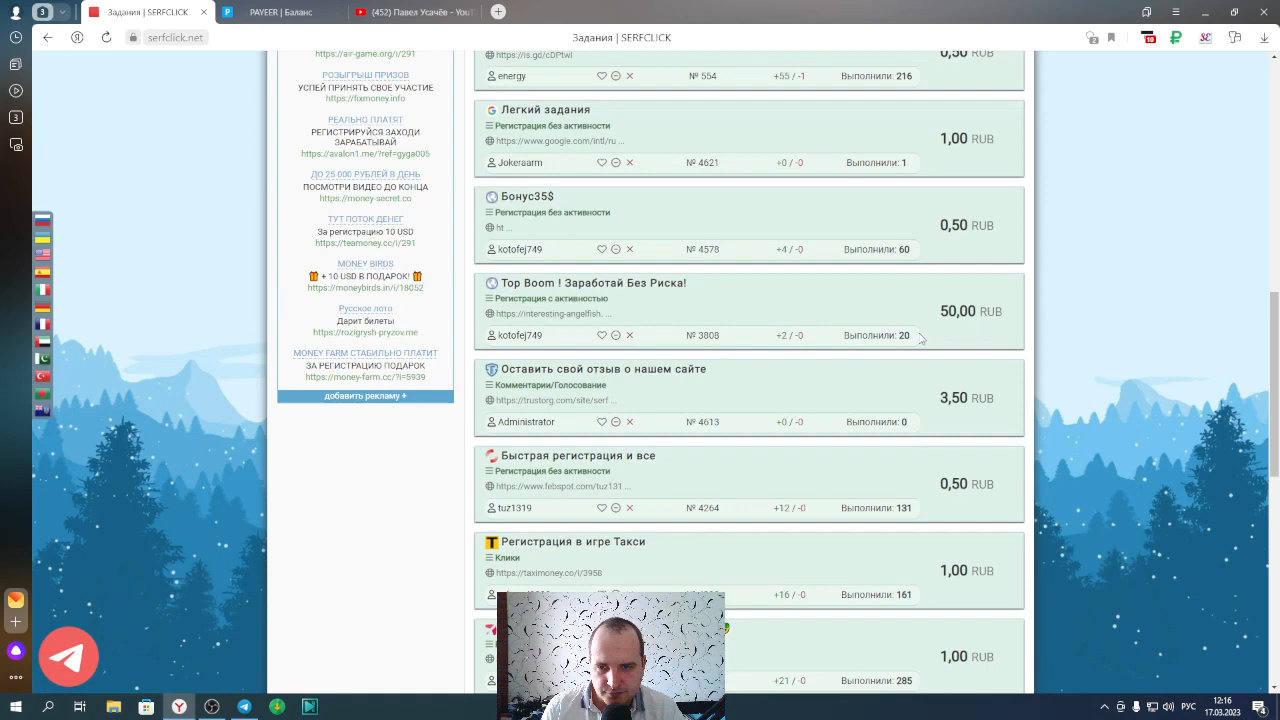 3
Задания | SERFCLICK
PAYEER | Баланс
(452) Павел Усачёв – You
serfclick.net
Задания | SERFCLICK
2
10
3
https://air-game.org/i/291
РОЗЫГРЫШ ПРИЗОВ
УСПЕЙ ПРИНЯТЬ СВОЕ УЧАСТИЕ
https://fixmoney.info
РЕАЛЬНО ПЛАТЯТ
РЕГИСТРИРУЙСЯ ЗАХОДИ
ЗАРАБАТЫВАЙ
https://avalon1.me/?ref=gyga005
ДО 25 000 РУБЛЕЙ В ДЕНЬ
ПОСМОТРИ ВИДЕО ДО КОНЦА
https://money-secret.co
ТУТ ПОТОК ДЕНЕГ
За регистрацию 10 USD
https://teamoney.cc/i/291
MONEY BIRDS
+ 10 USD В ПОДАРОК!
https://moneybirds.in/i/18052
Русское лото
Дарит билеты
https://rozigrysh-pryzov.me
MONEY FARM СТАБИЛЬНО ПЛАТИТ
ЗА РЕГИСТРАЦИЮ ПОДАРОК
https://money-farm.cc/?i=5939
добавить рекламу +
https://is.gd/cDPtwI
0,50 RUB
energy № 554 +55 / -1 Выполнили: 216
Легкий задания
Регистрация без активности
https://www.google.com/intl/ru ...
1,00 RUB
Jokeraarm № 4621 +0 / -0 Выполнили: 1
Бонус35$
Регистрация без активности
ht ...
0,50 RUB
kotofej749 № 4578 +4 / -0 Выполнили: 60
Top Boom ! Заработай Без Риска!
Регистрация с активностью
https://interesting-angelfish. ...
50,00 RUB
kotofej749 № 3808 +2 / -0 Выполнили: 20
Оставить свой отзыв о нашем сайте
Комментарии/Голосование
https://trustorg.com/site/serf ...
3,50 RUB
Administrator № 4613 +0 / -0 Выполнили: 0
Быстрая регистрация и все
Регистрация без активности
https://www.febspot.com/tuz131 ...
0,50 RUB
tuz1319 № 4264 +12 / -0 Выполнили: 131
Регистрация в игре Такси
Клики
https://taximoney.co/i/3958
1,00 RUB
+16 / -0 Выполнили: 161
1,00 RUB
+21 / -0 Выполнили: 285
РУС
12:16
17.03.2023
4